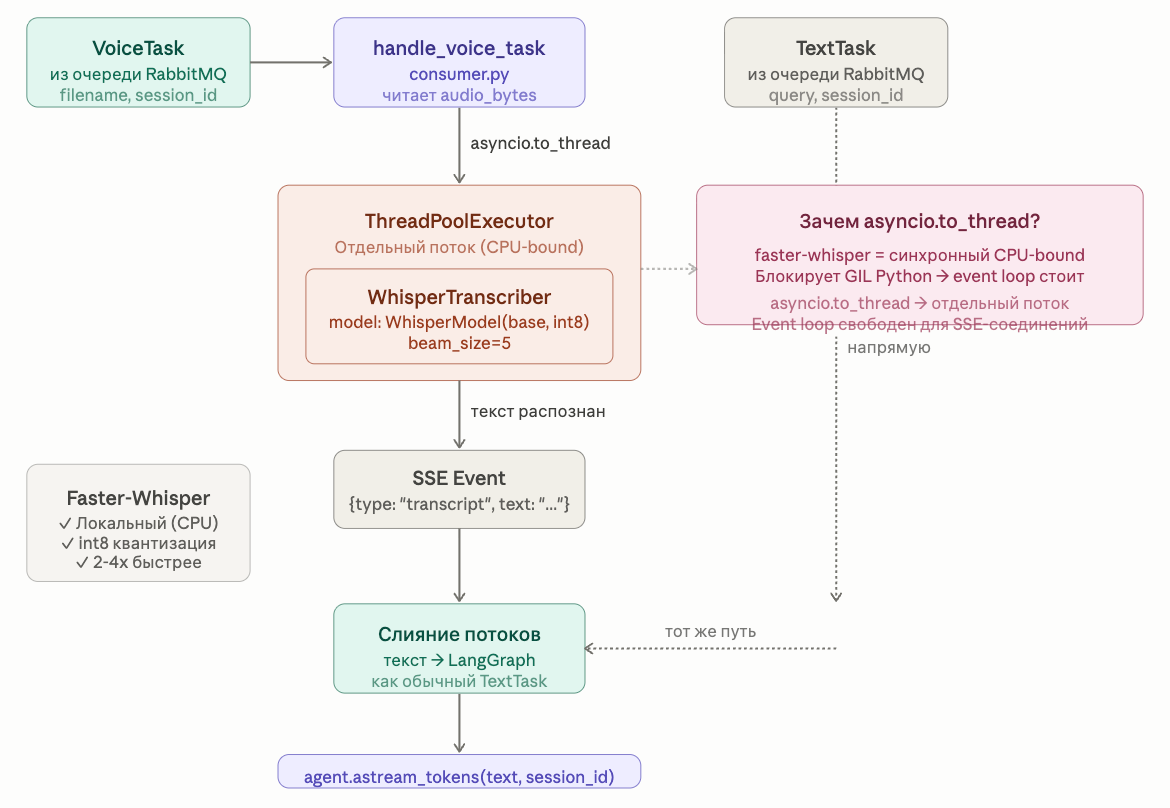 VoiceTask
из очереди RabbitMQ
filename, session_id
handle_voice_task
consumer.py
читает audio_bytes
TextTask
из очереди RabbitMQ
query, session_id
asyncio.to_thread
ThreadPoolExecutor
Отдельный поток (CPU-bound)
WhisperTranscriber
model: WhisperModel(base, int8)
beam_size=5
Зачем asyncio.to_thread?
faster-whisper = синхронный CPU-bound
Блокирует GIL Python → event loop стоит
asyncio.to_thread → отдельный поток
Event loop свободен для SSE-соединений
напрямую
текст распознан
SSE Event
{type: "transcript", text: "..."}
Faster-Whisper
✓ Локальный (CPU)
✓ int8 квантизация
✓ 2-4x быстрее
Слияние потоков
текст → LangGraph
как обычный TextTask
тот же путь
agent.astream_tokens(text, session_id)